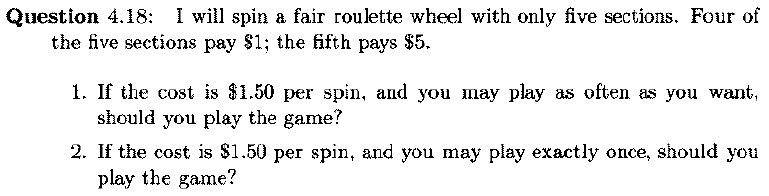 Question 4.18: I will spin a fair roulette wheel with only five sections. Four of
the five sections pay $1; the fifth pays $5.
1. If the cost is $1.50 per spin, and you may play as often as you want,
should you play the game?
2. If the cost is $1.50 per spin, and you may play exactly once, should you
play the game?